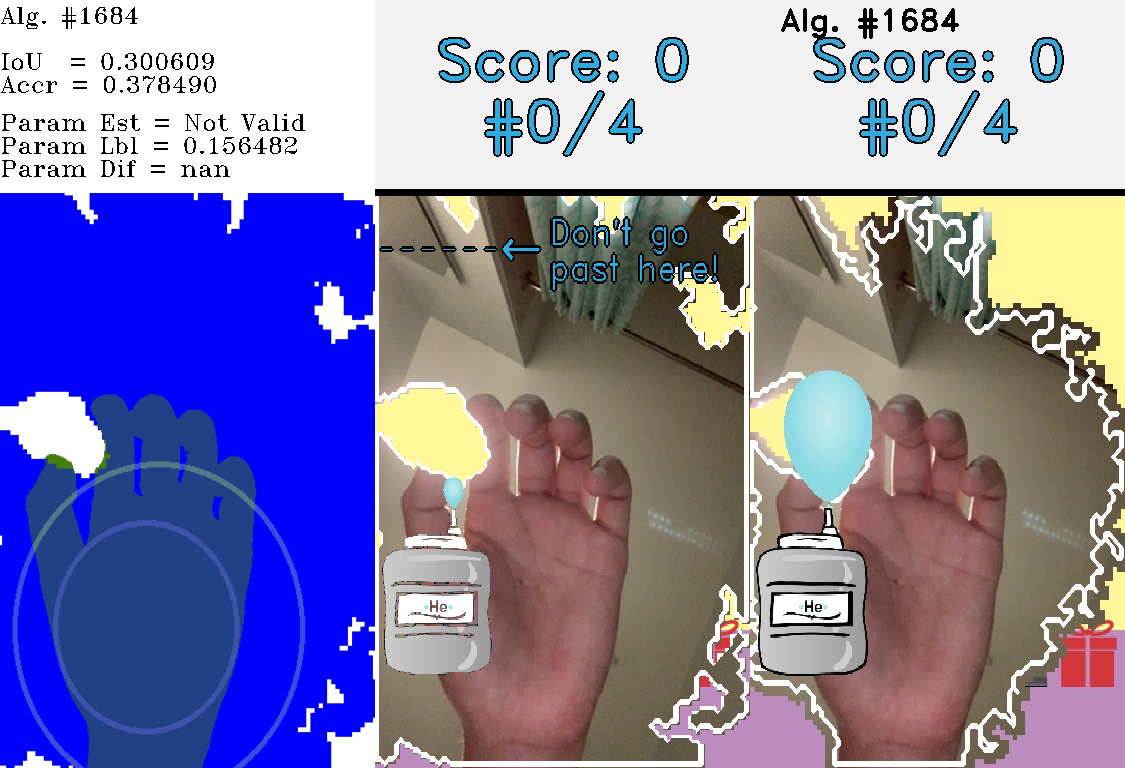 Alg. #1684
IoU = 0.300609
Accr = 0.378490
Param Est = Not Valid
Param Lbl = 0.156482
Param Dif = nan
Score: 0
#0/4
Don't go
past here!
He
Alg. #1684
Score: 0
#0/4
He